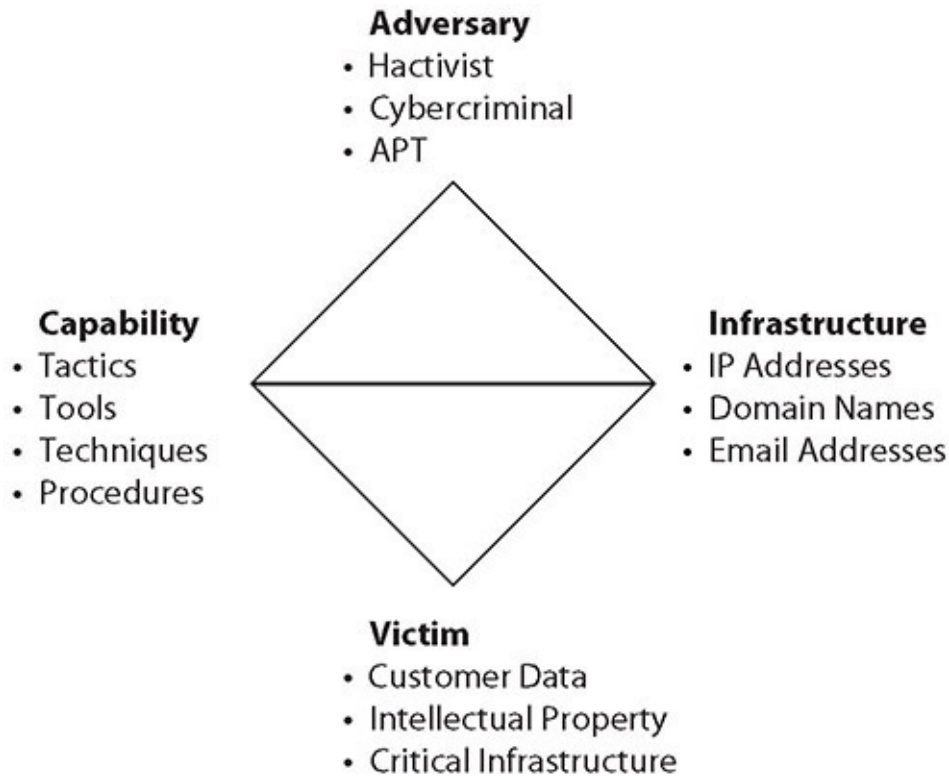 Adversary
• Hactivist
• Cybercriminal
• APT
Capability
• Tactics
• Tools
• Techniques
• Procedures
Infrastructure
• IP Addresses
• Domain Names
• Email Addresses
Victim
• Customer Data
• Intellectual Property
• Critical Infrastructure